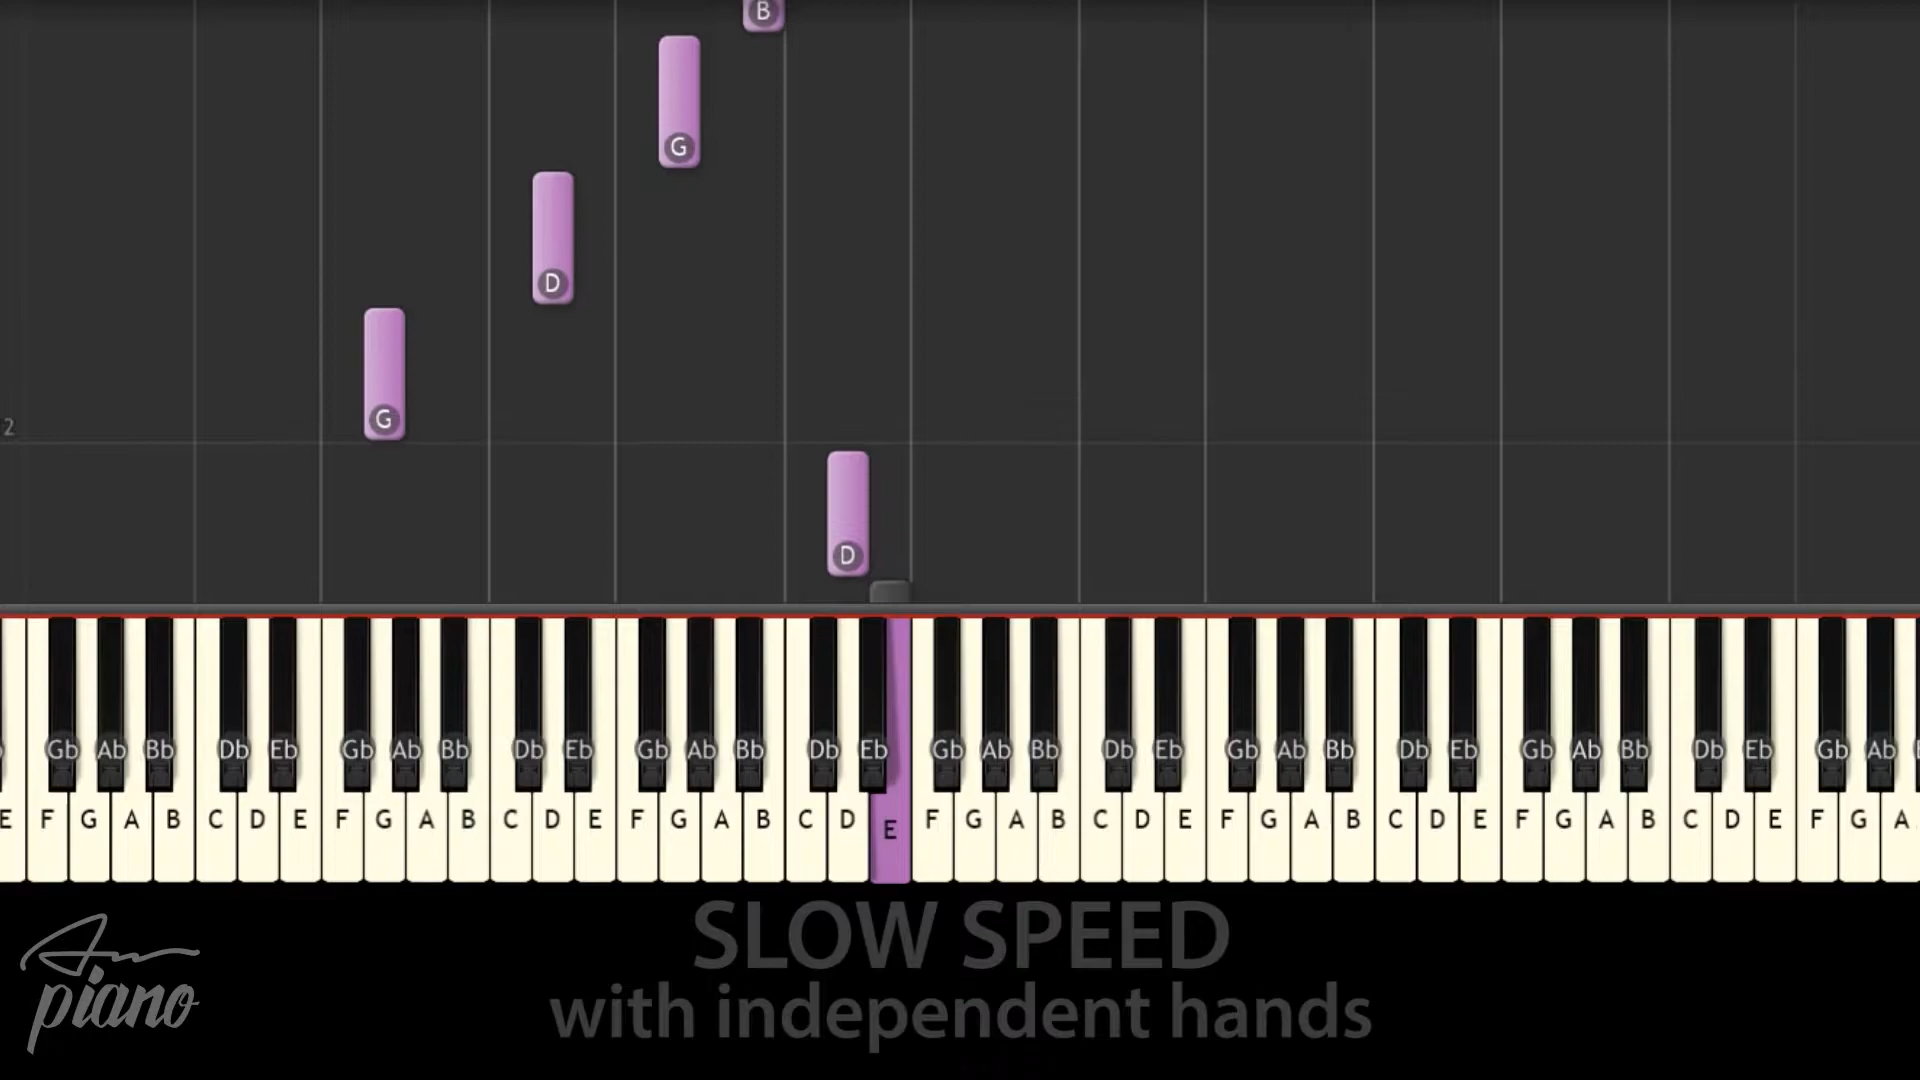 B
G
D
G
2
D
Gb Ab Bb Db Eb Gb Ab Bb Db Eb Gb Ab Bb Db Eb Gb Ab Bb Db Eb Gb Ab Bb Db Eb Gb Ab Bb Db Eb Gb Ab
E F G A B C D E F G A B C D E F G A B C D E F G A B C D E F G A B C D E F G A B C D E F G A
SLOW SPEED
with independent hands
piano